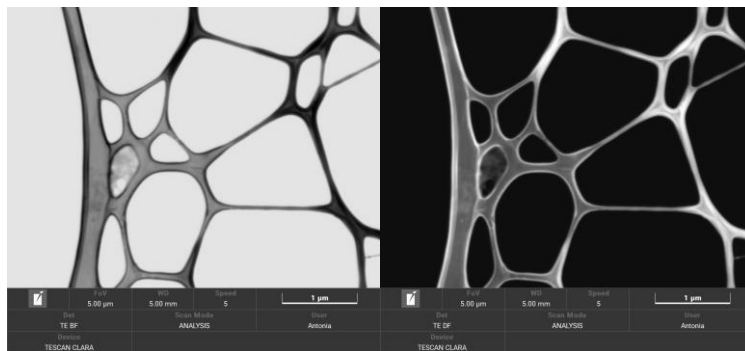 FoV WD Speed
5.00 µm 5.00 mm 5 1 µm
Det Scan Mode User
TE BF ANALYSIS Antonia
Device
TESCAN CLARA
FoV WD Speed
5.00 µm 5.00 mm 5 1 µm
Det Scan Mode User
TE DF ANALYSIS Antonia
Device
TESCAN CLARA